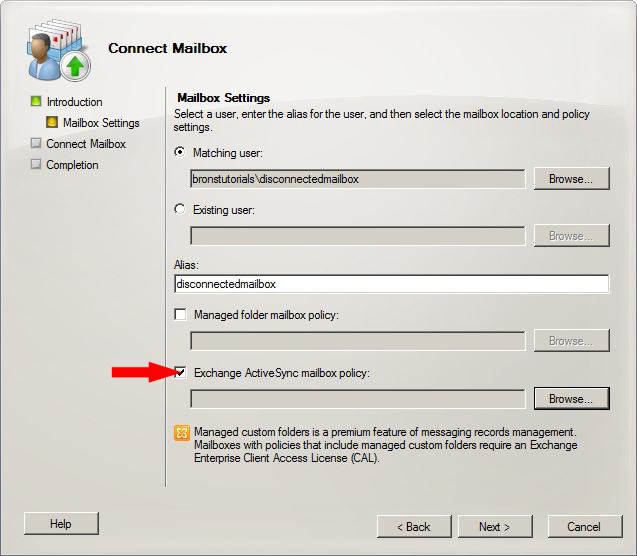 Connect Mailbox
Introduction
Mailbox Settings
Connect Mailbox
Completion
Mailbox Settings
Select a user, enter the alias for the user, and then select the mailbox location and policy
settings.
Matching user:
bronstutorials\disconnectedmailbox
Browse...
Existing user:
Browse...
Alias:
disconnectedmailbox
Managed folder mailbox policy:
Browse...
Exchange ActiveSync mailbox policy:
Browse...
Managed custom folders is a premium feature of messaging records management.
Mailboxes with policies that include managed custom folders require an Exchange
Enterprise Client Access License (CAL).
Help
< Back
Next >
Cancel